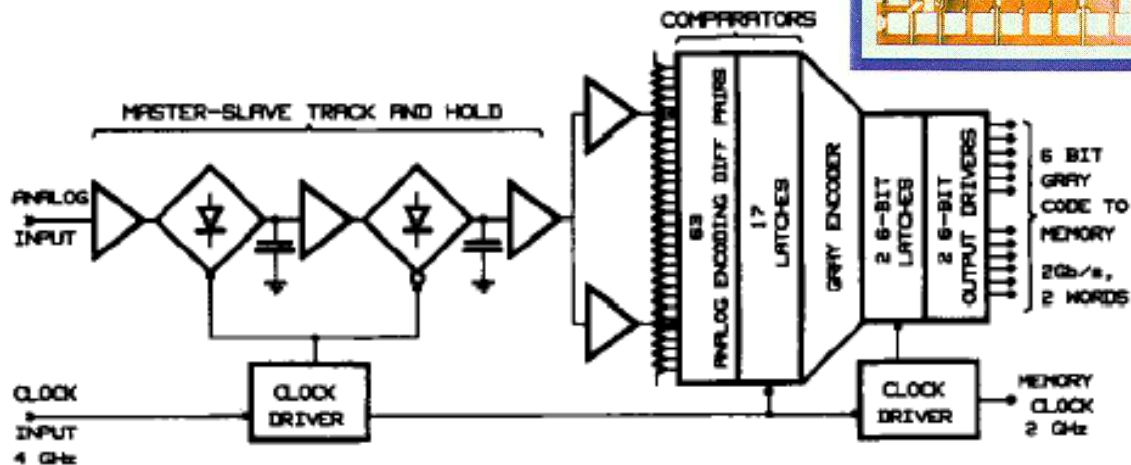 COMPARATORS
MASTER-SLAVE TRACK AND HOLD
ANALOG
INPUT
63
ANALOG ENCODING DIFF PAIRS
17
LATCHES
GRAY ENCODER
2 6-BIT
LATCHES
2 6-BIT
OUTPUT DRIVERS
6 BIT
GRAY
CODE TO
MEMORY
2Gb/s,
2 WORDS
CLOCK
INPUT
4 GHz
CLOCK
DRIVER
CLOCK
DRIVER
MEMORY
CLOCK
2 GHz